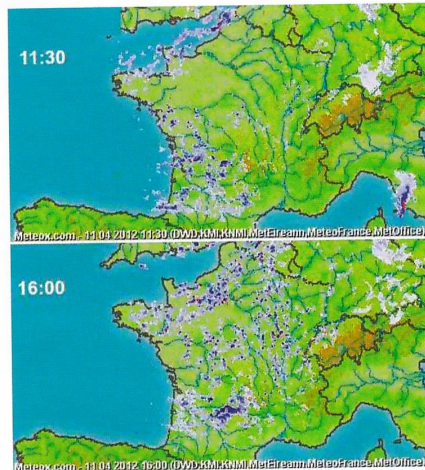 11:30
Meteox.com - 11.04.2012 11:30 (DWD,KMI,KNMI,MetEireann,MeteoFrance,MetOffice)
16:00
Meteox.com - 11.04.2012 16:00 (DWD,KMI,KNMI,MetEireann,MeteoFrance,MetOffice)